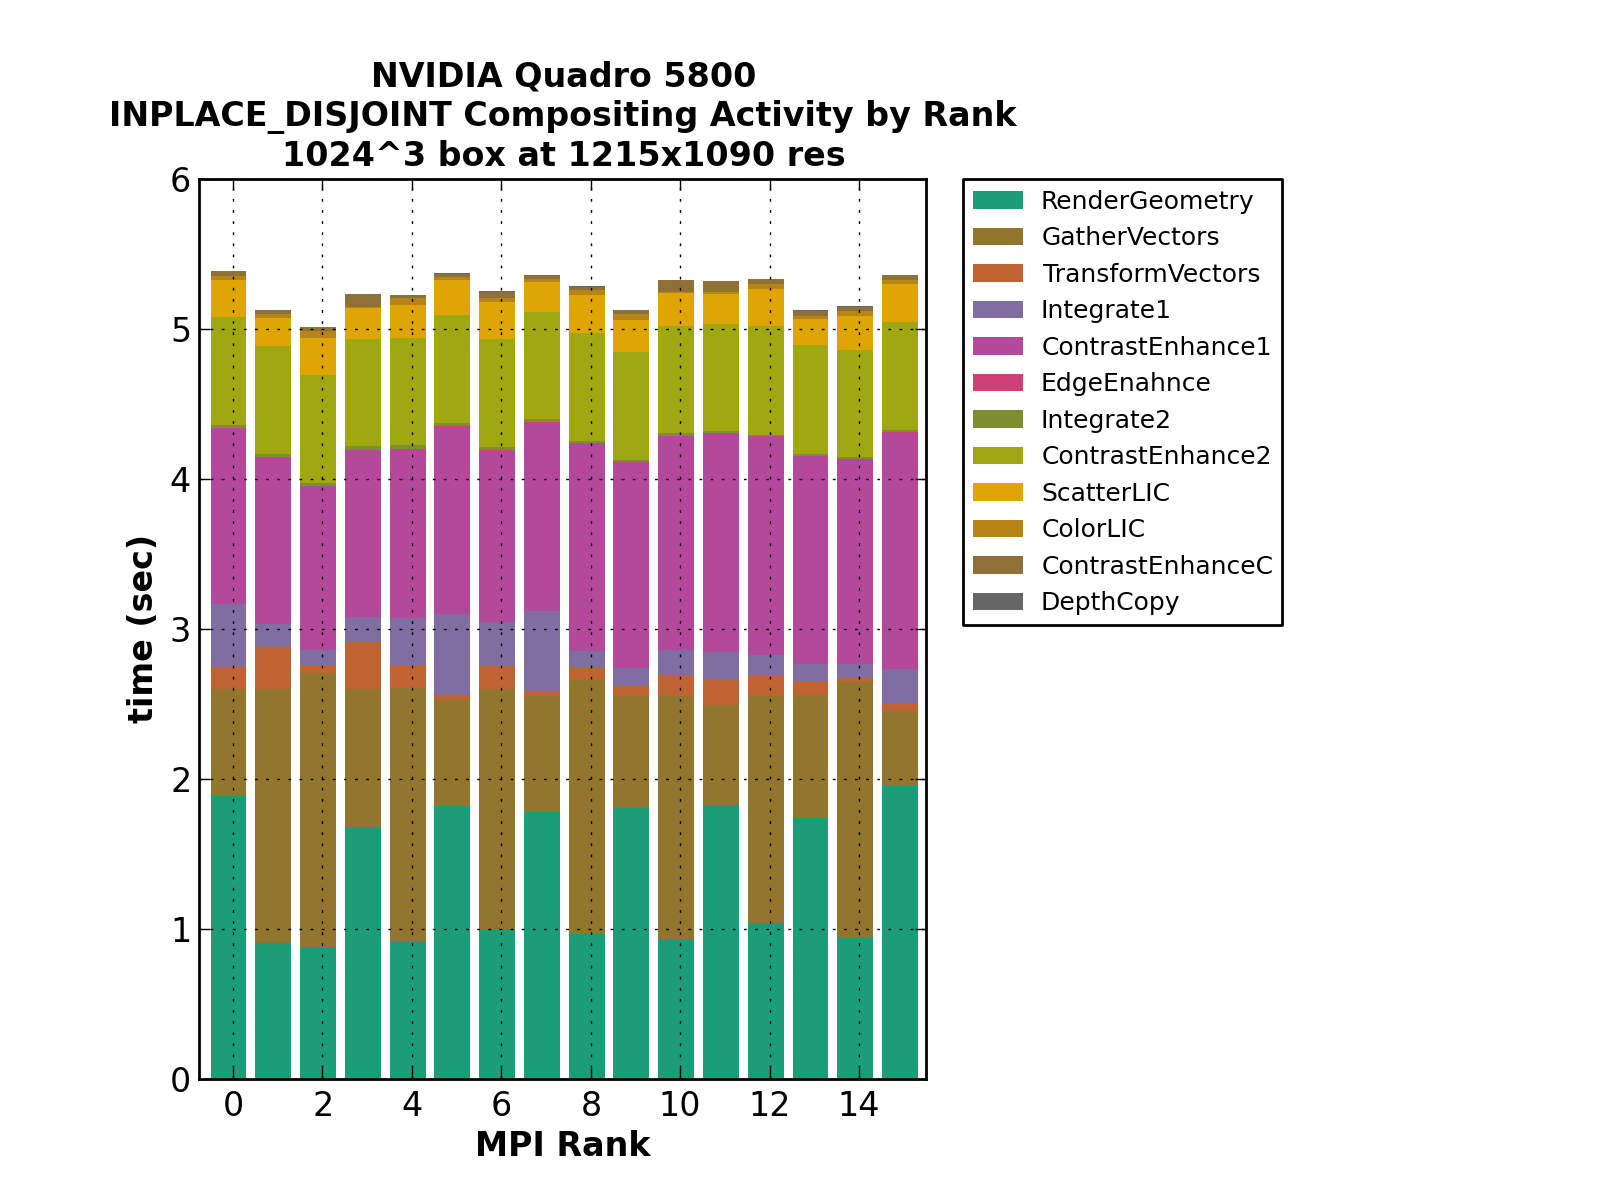 NVIDIA Quadro 5800
INPLACE_DISJOINT Compositing Activity by Rank
1024^3 box at 1215x1090 res
6
5
4
3
2
1
0
time (sec)
0 2 4 6 8 10 12 14
MPI Rank
RenderGeometry
GatherVectors
TransformVectors
Integrate1
ContrastEnhance1
EdgeEnahnce
Integrate2
ContrastEnhance2
ScatterLIC
ColorLIC
ContrastEnhanceC
DepthCopy